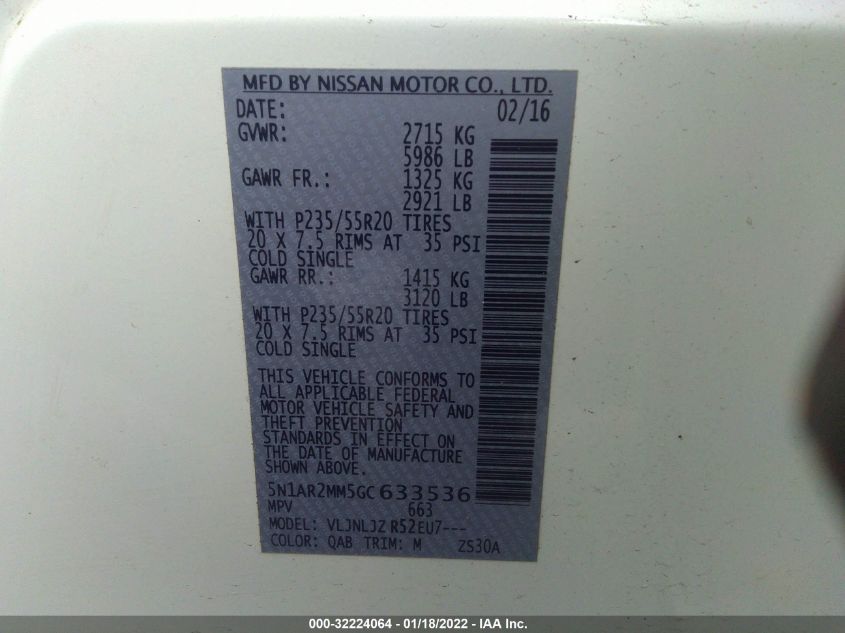 MFD BY NISSAN MOTOR CO., LTD.
DATE: 02/16
GVWR: 2715 KG
5986 LB
GAWR FR.: 1325 KG
2921 LB
WITH P235/55R20 TIRES
20 X 7.5 RIMS AT 35 PSI
COLD SINGLE
GAWR RR.: 1415 KG
3120 LB
WITH P235/55R20 TIRES
20 X 7.5 RIMS AT 35 PSI
COLD SINGLE
THIS VEHICLE CONFORMS TO
ALL APPLICABLE FEDERAL
MOTOR VEHICLE SAFETY AND
THEFT PREVENTION
STANDARDS IN EFFECT ON
THE DATE OF MANUFACTURE
SHOWN ABOVE.
5N1AR2MM5GC633536
MPV 663
MODEL: VLJNLJZ R52EU7---
COLOR: QAB TRIM: M ZS30A
000-32224064 - 01/18/2022 - IAA Inc.